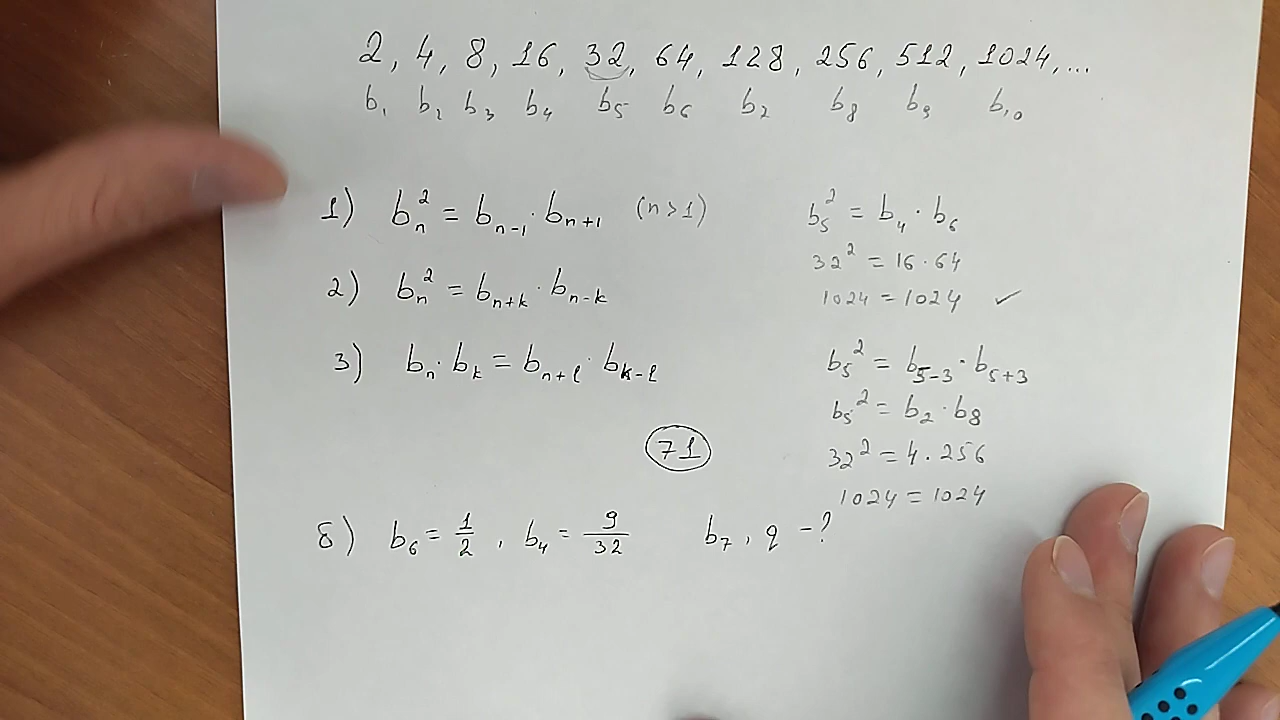 2, 4, 8, 16, 32, 64, 128, 256, 512, 1024, ...
b₁ b₂ b₃ b₄ b₅ b₆ b₇ b₈ b₉ b₁₀
1) bₙ² = bₙ₋₁ · bₙ₊₁ (n > 1)
2) bₙ² = bₙ₊ₖ · bₙ₋ₖ
3) bₙ · bₖ = bₙ₊ₗ · bₖ₋ₗ
b₅² = b₄ · b₆
32² = 16 · 64
1024 = 1024 ✓
b₅² = b₅₋₃ · b₅₊₃
b₅² = b₂ · b₈
32² = 4 · 256
1024 = 1024
71
б) b₆ = 1/2 , b₄ = 9/32 b₇ , q - ?